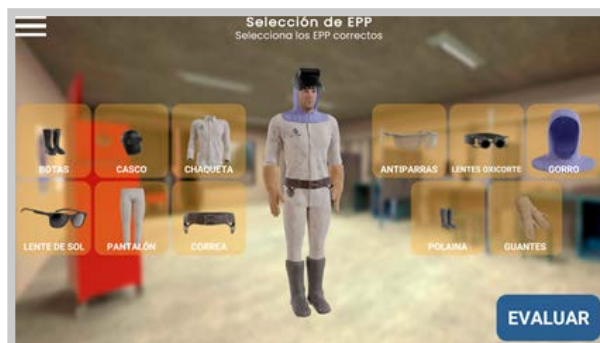 Selección de EPP
Selecciona los EPP correctos
BOTAS
CASCO
CHAQUETA
ANTIPARRAS
LENTES OXICORTE
GORRO
LENTE DE SOL
PANTALÓN
CORREA
POLAINA
GUANTES
EVALUAR